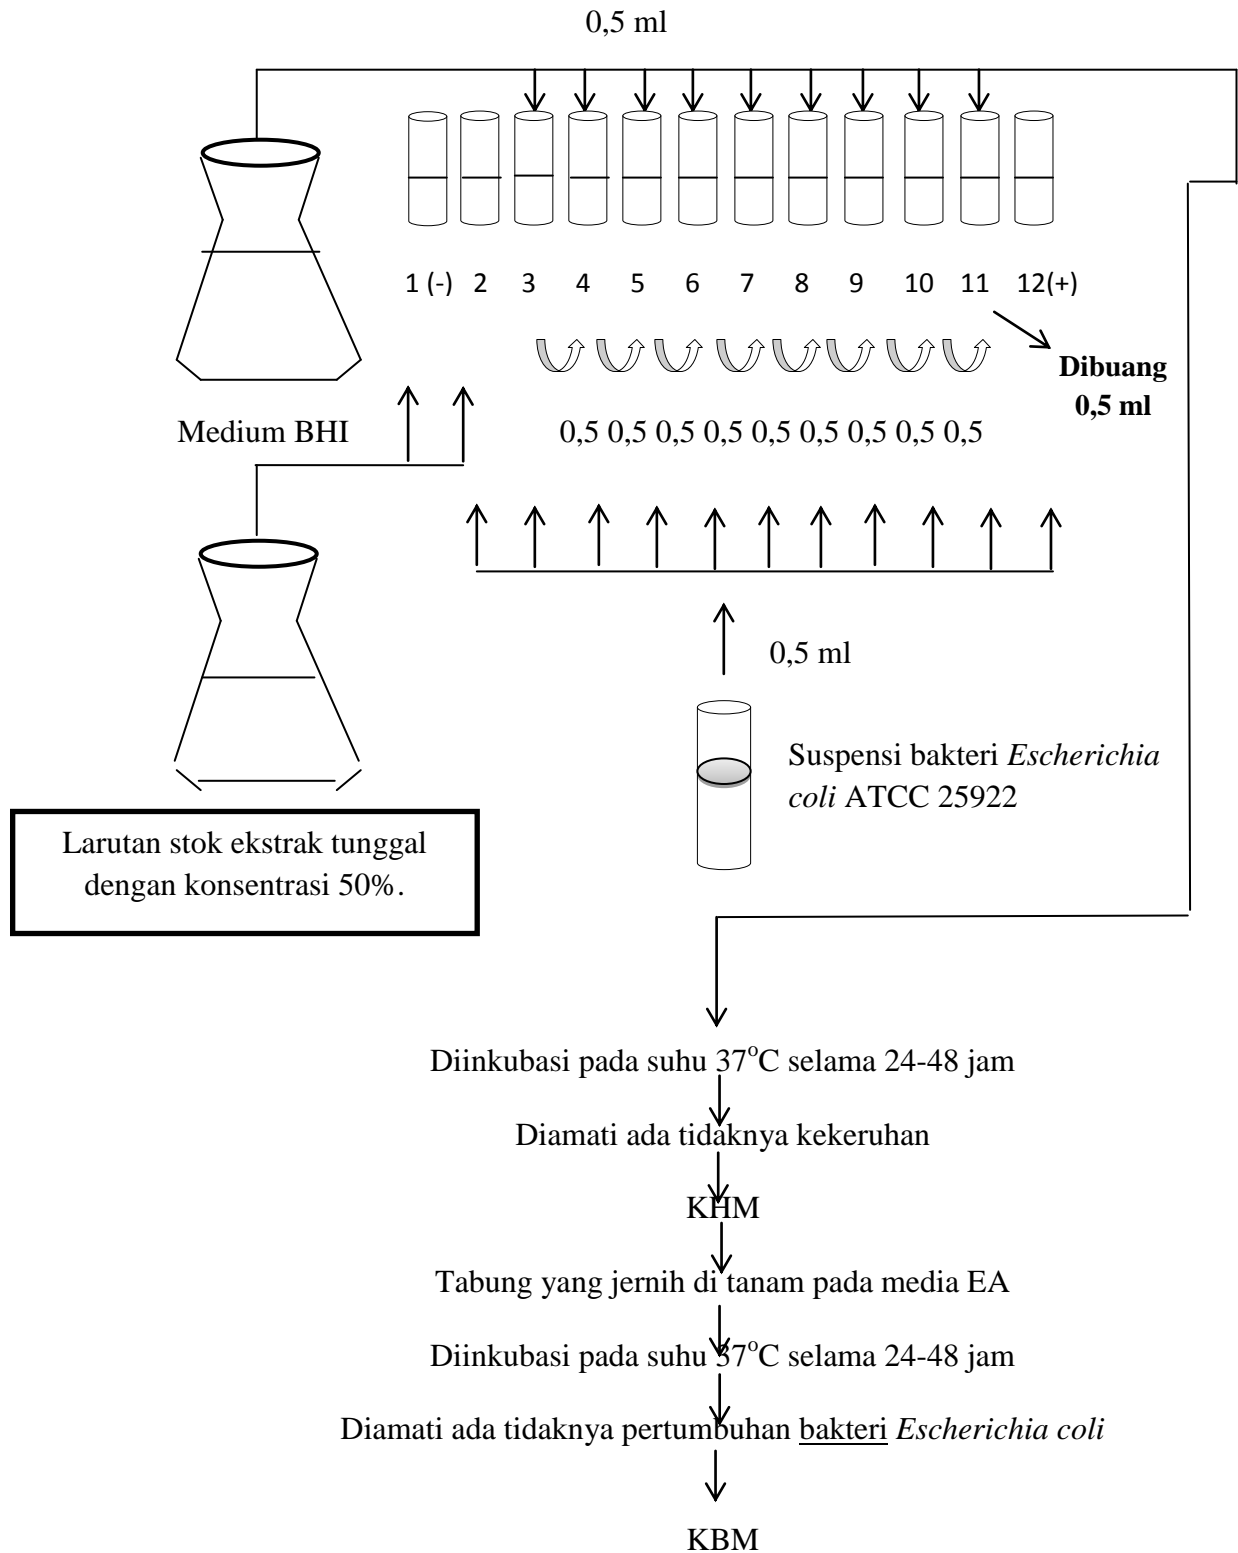 0,5 ml
1 (-) 2 3 4 5 6 7 8 9 10 11 12(+)
Dibuang
0,5 ml
Medium BHI
0,5 0,5 0,5 0,5 0,5 0,5 0,5 0,5 0,5
0,5 ml
Suspensi bakteri Escherichia
coli ATCC 25922
Larutan stok ekstrak tunggal
dengan konsentrasi 50%.
Diinkubasi pada suhu 37°C selama 24-48 jam
Diamati ada tidaknya kekeruhan
KHM
Tabung yang jernih di tanam pada media EA
Diinkubasi pada suhu 37°C selama 24-48 jam
Diamati ada tidaknya pertumbuhan bakteri Escherichia coli
KBM